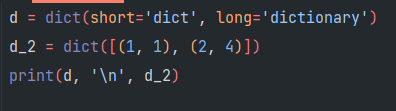 d = dict(short='dict', long='dictionary')
d_2 = dict([(1, 1), (2, 4)])
print(d, '\n', d_2)